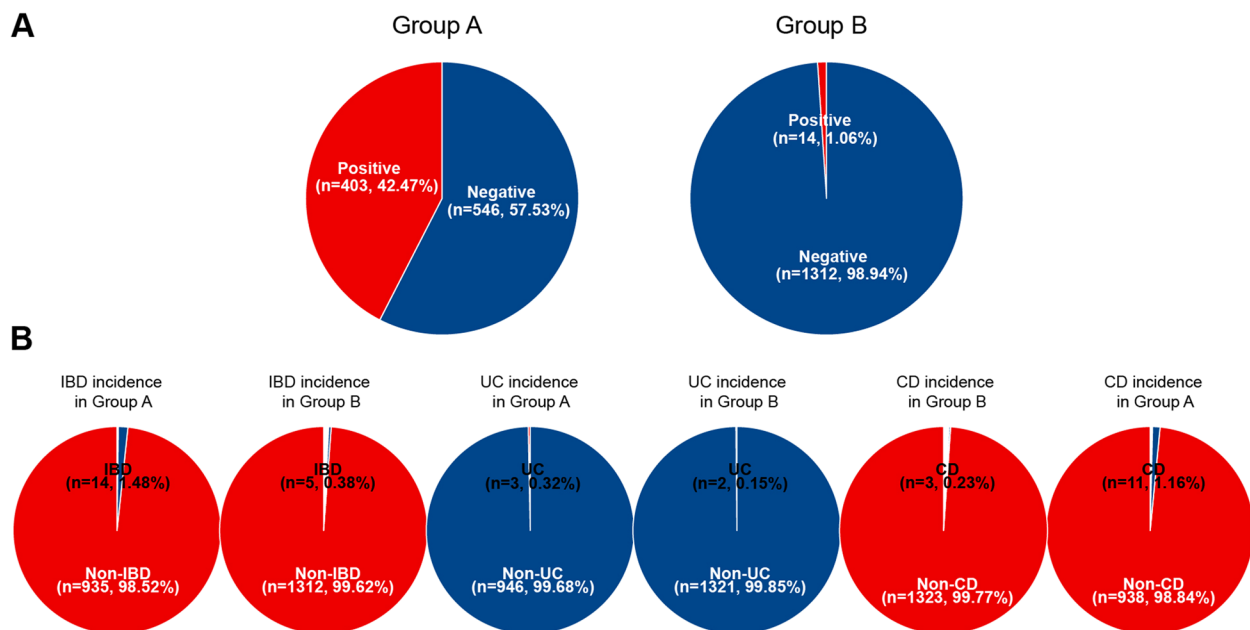 A
Group A
Group B
Positive
(n=403, 42.47%)
Negative
(n=546, 57.53%)
Positive
(n=14, 1.06%)
Negative
(n=1312, 98.94%)
B
IBD incidence
in Group A
IBD incidence
in Group B
UC incidence
in Group A
UC incidence
in Group B
CD incidence
in Group B
CD incidence
in Group A
IBD
(n=14, 1.48%)
IBD
(n=5, 0.38%)
UC
(n=3, 0.32%)
UC
(n=2, 0.15%)
CD
(n=3, 0.23%)
CD
(n=11, 1.16%)
Non-IBD
(n=935, 98.52%)
Non-IBD
(n=1312, 99.62%)
Non-UC
(n=946, 99.68%)
Non-UC
(n=1321, 99.85%)
Non-CD
(n=1323, 99.77%)
Non-CD
(n=938, 98.84%)